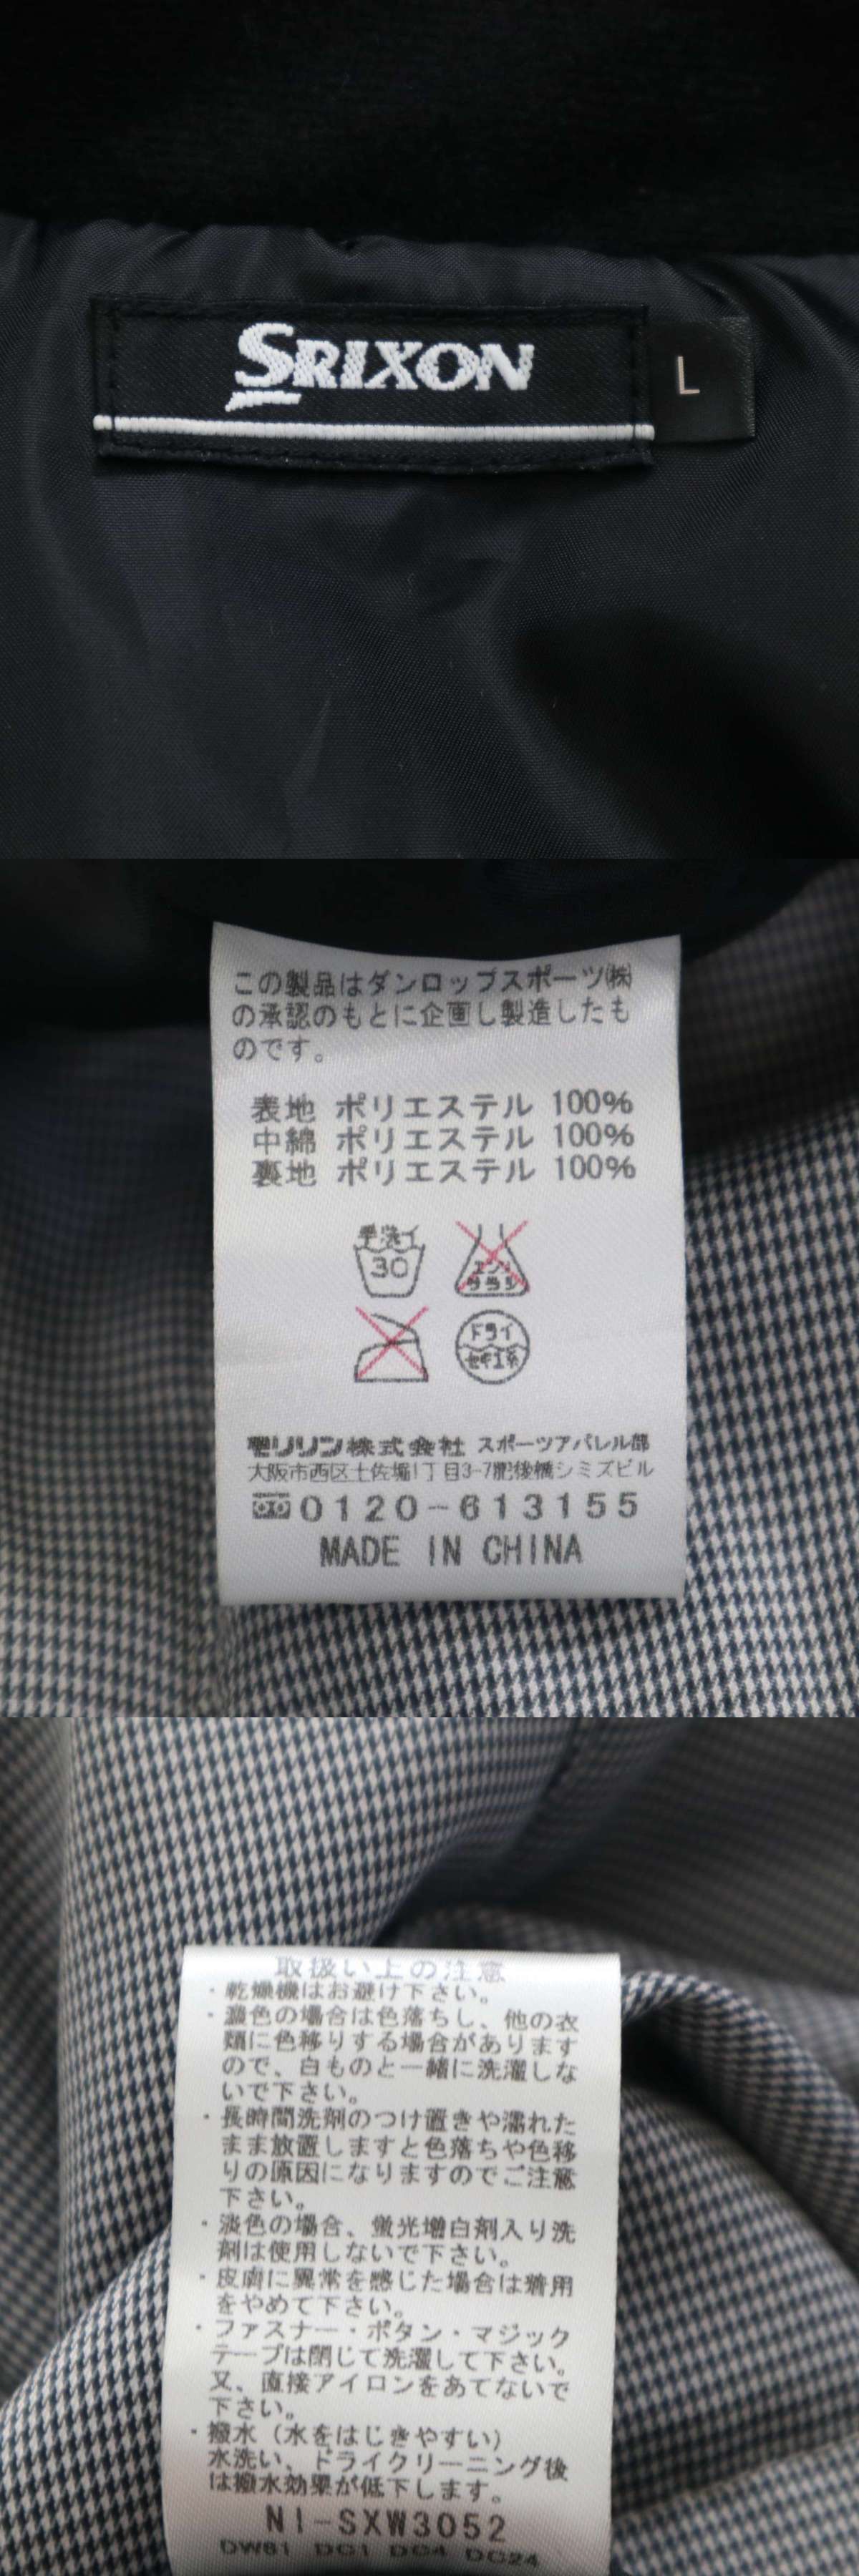 SRIXON
L
この製品はダンロップスポーツ㈱
の承認のもとに企画し製造したも
のです。
表地 ポリエステル 100%
中綿 ポリエステル 100%
裏地 ポリエステル 100%
手洗イ
30
エンソ
サラシ
ドライ
セキユ系
モリリン株式会社 スポーツアパレル部
大阪市西区土佐堀1丁目3-7肥後橋シミズビル
0120-613155
MADE IN CHINA
取扱い上の注意
・乾燥機はお避け下さい。
・濃色の場合は色落ちし、他の衣
類に色移りする場合があります
ので、白ものと一緒に洗濯しな
いで下さい。
・長時間洗剤のつけ置きや濡れた
まま放置しますと色落ちや色移
りの原因になりますのでご注意
下さい。
・淡色の場合、蛍光増白剤入り洗
剤は使用しないで下さい。
・皮膚に異常を感じた場合は着用
をやめて下さい。
・ファスナー・ボタン・マジック
テープは閉じて洗濯して下さい。
又、直接アイロンをあてないで
下さい。
・撥水（水をはじきやすい）
水洗い、ドライクリーニング後
は撥水効果が低下します。
NI-SXW3052
DW61 DC1 DC4 DC24